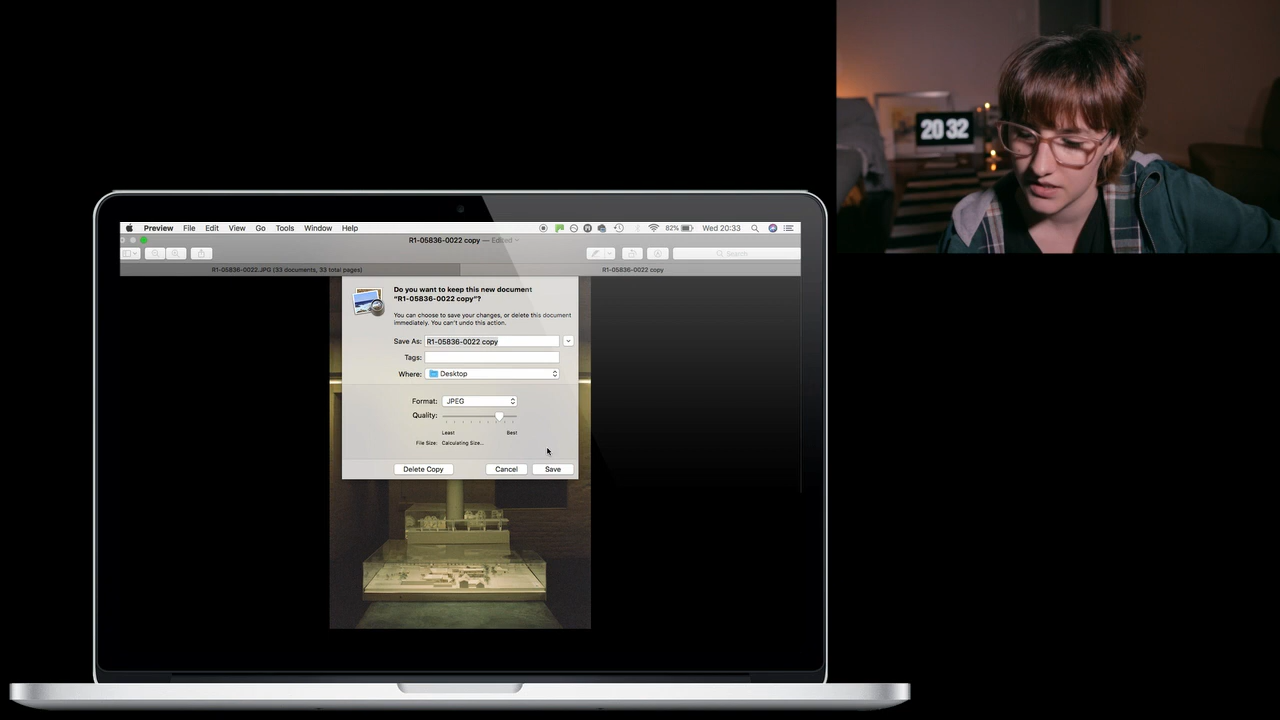 Preview File Edit View Go Tools Window Help 82% Wed 20:33
R1-05836-0022 copy — Edited
Search
R1-05836-0022.JPG (33 documents, 33 total pages) R1-05836-0022 copy
Do you want to keep this new document
“R1-05836-0022 copy”?
You can choose to save your changes, or delete this document
immediately. You can't undo this action.
Save As: R1-05836-0022 copy
Tags:
Where: Desktop
Format: JPEG
Quality:
Least Best
File Size: Calculating Size...
Delete Copy Cancel Save
20 32